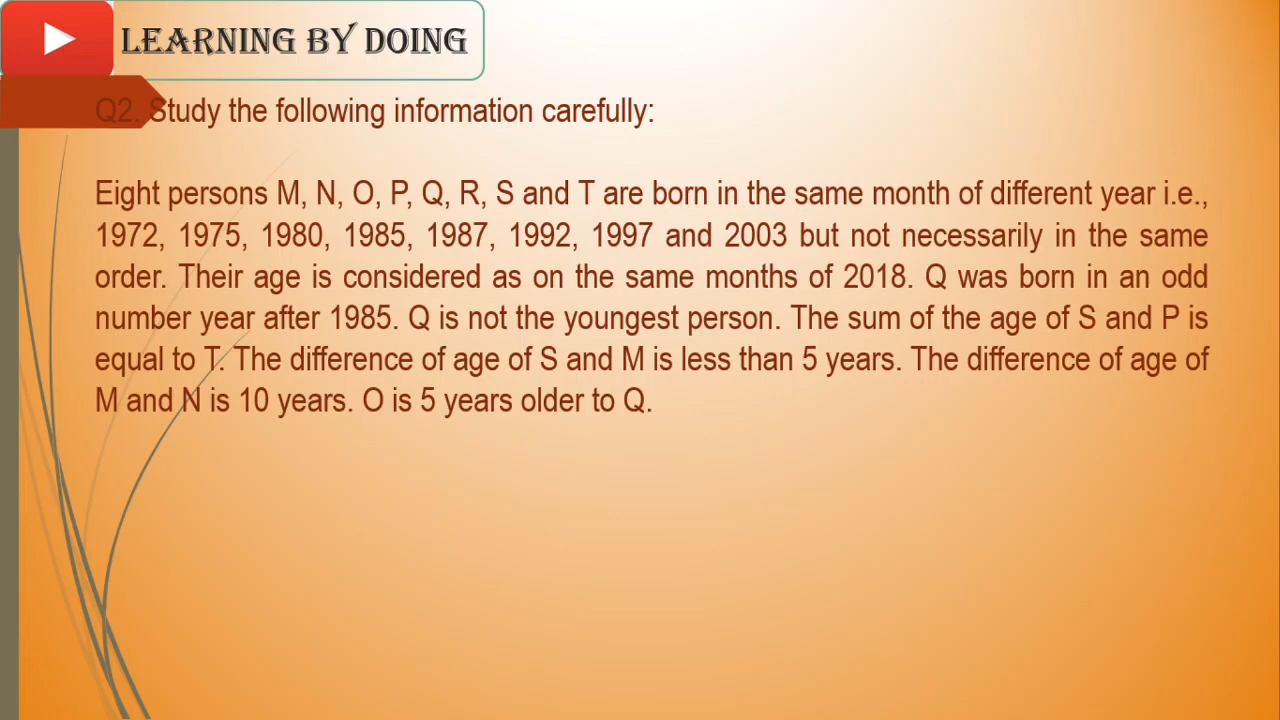 LEARNING BY DOING
Q2. Study the following information carefully:
Eight persons M, N, O, P, Q, R, S and T are born in the same month of different year i.e.,
1972, 1975, 1980, 1985, 1987, 1992, 1997 and 2003 but not necessarily in the same
order. Their age is considered as on the same months of 2018. Q was born in an odd
number year after 1985. Q is not the youngest person. The sum of the age of S and P is
equal to T. The difference of age of S and M is less than 5 years. The difference of age of
M and N is 10 years. O is 5 years older to Q.